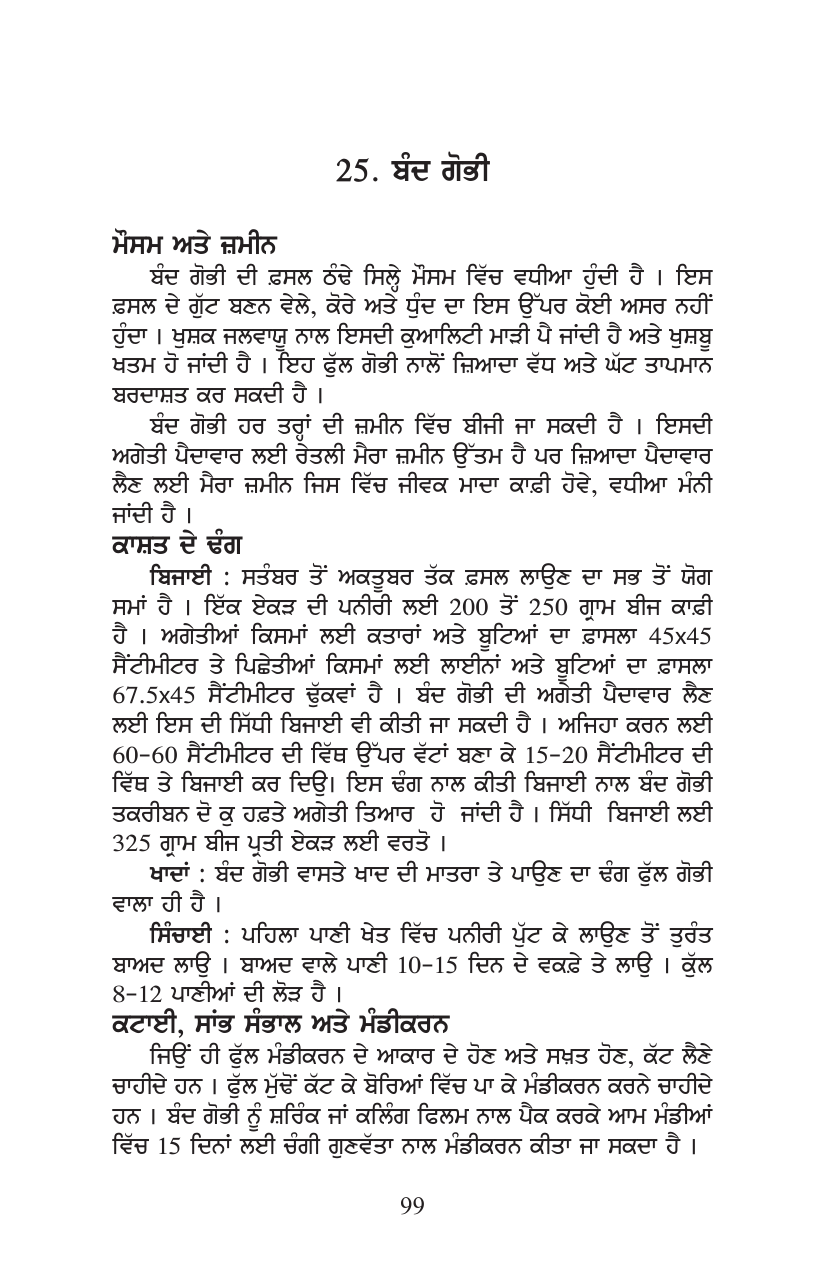 25. ਬੰਦ ਗੋਭੀ
ਮੌਸਮ ਅਤੇ ਜ਼ਮੀਨ
ਬੰਦ ਗੋਭੀ ਦੀ ਫ਼ਸਲ ਠੰਢੇ ਸਿਲ੍ਹੇ ਮੌਸਮ ਵਿੱਚ ਵਧੀਆ ਹੁੰਦੀ ਹੈ । ਇਸ
ਫ਼ਸਲ ਦੇ ਗੁੱਟ ਬਣਨ ਵੇਲੇ, ਕੋਰੇ ਅਤੇ ਧੁੰਦ ਦਾ ਇਸ ਉੱਪਰ ਕੋਈ ਅਸਰ ਨਹੀਂ
ਹੁੰਦਾ । ਖੁਸ਼ਕ ਜਲਵਾਯੂ ਨਾਲ ਇਸਦੀ ਕੁਆਲਿਟੀ ਮਾੜੀ ਪੈ ਜਾਂਦੀ ਹੈ ਅਤੇ ਖੁਸ਼ਬੂ
ਖਤਮ ਹੋ ਜਾਂਦੀ ਹੈ । ਇਹ ਫੁੱਲ ਗੋਭੀ ਨਾਲੋਂ ਜ਼ਿਆਦਾ ਵੱਧ ਅਤੇ ਘੱਟ ਤਾਪਮਾਨ
ਬਰਦਾਸ਼ਤ ਕਰ ਸਕਦੀ ਹੈ ।
ਬੰਦ ਗੋਭੀ ਹਰ ਤਰ੍ਹਾਂ ਦੀ ਜ਼ਮੀਨ ਵਿੱਚ ਬੀਜੀ ਜਾ ਸਕਦੀ ਹੈ । ਇਸਦੀ
ਅਗੇਤੀ ਪੈਦਾਵਾਰ ਲਈ ਰੇਤਲੀ ਮੈਰਾ ਜ਼ਮੀਨ ਉੱਤਮ ਹੈ ਪਰ ਜ਼ਿਆਦਾ ਪੈਦਾਵਾਰ
ਲੈਣ ਲਈ ਮੈਰਾ ਜ਼ਮੀਨ ਜਿਸ ਵਿੱਚ ਜੀਵਕ ਮਾਦਾ ਕਾਫ਼ੀ ਹੋਵੇ, ਵਧੀਆ ਮੰਨੀ
ਜਾਂਦੀ ਹੈ ।
ਕਾਸ਼ਤ ਦੇ ਢੰਗ
ਬਿਜਾਈ : ਸਤੰਬਰ ਤੋਂ ਅਕਤੂਬਰ ਤੱਕ ਫ਼ਸਲ ਲਾਉਣ ਦਾ ਸਭ ਤੋਂ ਯੋਗ
ਸਮਾਂ ਹੈ । ਇੱਕ ਏਕੜ ਦੀ ਪਨੀਰੀ ਲਈ 200 ਤੋਂ 250 ਗ੍ਰਾਮ ਬੀਜ ਕਾਫ਼ੀ
ਹੈ । ਅਗੇਤੀਆਂ ਕਿਸਮਾਂ ਲਈ ਕਤਾਰਾਂ ਅਤੇ ਬੂਟਿਆਂ ਦਾ ਫ਼ਾਸਲਾ 45x45
ਸੈਂਟੀਮੀਟਰ ਤੇ ਪਿਛੇਤੀਆਂ ਕਿਸਮਾਂ ਲਈ ਲਾਈਨਾਂ ਅਤੇ ਬੂਟਿਆਂ ਦਾ ਫ਼ਾਸਲਾ
67.5x45 ਸੈਂਟੀਮੀਟਰ ਢੁੱਕਵਾਂ ਹੈ । ਬੰਦ ਗੋਭੀ ਦੀ ਅਗੇਤੀ ਪੈਦਾਵਾਰ ਲੈਣ
ਲਈ ਇਸ ਦੀ ਸਿੱਧੀ ਬਿਜਾਈ ਵੀ ਕੀਤੀ ਜਾ ਸਕਦੀ ਹੈ । ਅਜਿਹਾ ਕਰਨ ਲਈ
60-60 ਸੈਂਟੀਮੀਟਰ ਦੀ ਵਿੱਥ ਉੱਪਰ ਵੱਟਾਂ ਬਣਾ ਕੇ 15-20 ਸੈਂਟੀਮੀਟਰ ਦੀ
ਵਿੱਥ ਤੇ ਬਿਜਾਈ ਕਰ ਦਿਉ। ਇਸ ਢੰਗ ਨਾਲ ਕੀਤੀ ਬਿਜਾਈ ਨਾਲ ਬੰਦ ਗੋਭੀ
ਤਕਰੀਬਨ ਦੋ ਕੁ ਹਫ਼ਤੇ ਅਗੇਤੀ ਤਿਆਰ ਹੋ ਜਾਂਦੀ ਹੈ । ਸਿੱਧੀ ਬਿਜਾਈ ਲਈ
325 ਗ੍ਰਾਮ ਬੀਜ ਪ੍ਰਤੀ ਏਕੜ ਲਈ ਵਰਤੋ ।
ਖਾਦਾਂ : ਬੰਦ ਗੋਭੀ ਵਾਸਤੇ ਖਾਦ ਦੀ ਮਾਤਰਾ ਤੇ ਪਾਉਣ ਦਾ ਢੰਗ ਫੁੱਲ ਗੋਭੀ
ਵਾਲਾ ਹੀ ਹੈ ।
ਸਿੰਚਾਈ : ਪਹਿਲਾ ਪਾਣੀ ਖੇਤ ਵਿੱਚ ਪਨੀਰੀ ਪੁੱਟ ਕੇ ਲਾਉਣ ਤੋਂ ਤੁਰੰਤ
ਬਾਅਦ ਲਾਉ । ਬਾਅਦ ਵਾਲੇ ਪਾਣੀ 10-15 ਦਿਨ ਦੇ ਵਕਫ਼ੇ ਤੇ ਲਾਉ । ਕੁੱਲ
8-12 ਪਾਣੀਆਂ ਦੀ ਲੋੜ ਹੈ ।
ਕਟਾਈ, ਸਾਂਭ ਸੰਭਾਲ ਅਤੇ ਮੰਡੀਕਰਨ
ਜਿਉਂ ਹੀ ਫੁੱਲ ਮੰਡੀਕਰਨ ਦੇ ਆਕਾਰ ਦੇ ਹੋਣ ਅਤੇ ਸਖ਼ਤ ਹੋਣ, ਕੱਟ ਲੈਣੇ
ਚਾਹੀਦੇ ਹਨ । ਫੁੱਲ ਮੁੱਢੋਂ ਕੱਟ ਕੇ ਬੋਰਿਆਂ ਵਿੱਚ ਪਾ ਕੇ ਮੰਡੀਕਰਨ ਕਰਨੇ ਚਾਹੀਦੇ
ਹਨ । ਬੰਦ ਗੋਭੀ ਨੂੰ ਸ਼ਰਿੰਕ ਜਾਂ ਕਲਿੰਗ ਫਿਲਮ ਨਾਲ ਪੈਕ ਕਰਕੇ ਆਮ ਮੰਡੀਆਂ
ਵਿੱਚ 15 ਦਿਨਾਂ ਲਈ ਚੰਗੀ ਗੁਣਵੱਤਾ ਨਾਲ ਮੰਡੀਕਰਨ ਕੀਤਾ ਜਾ ਸਕਦਾ ਹੈ ।
99